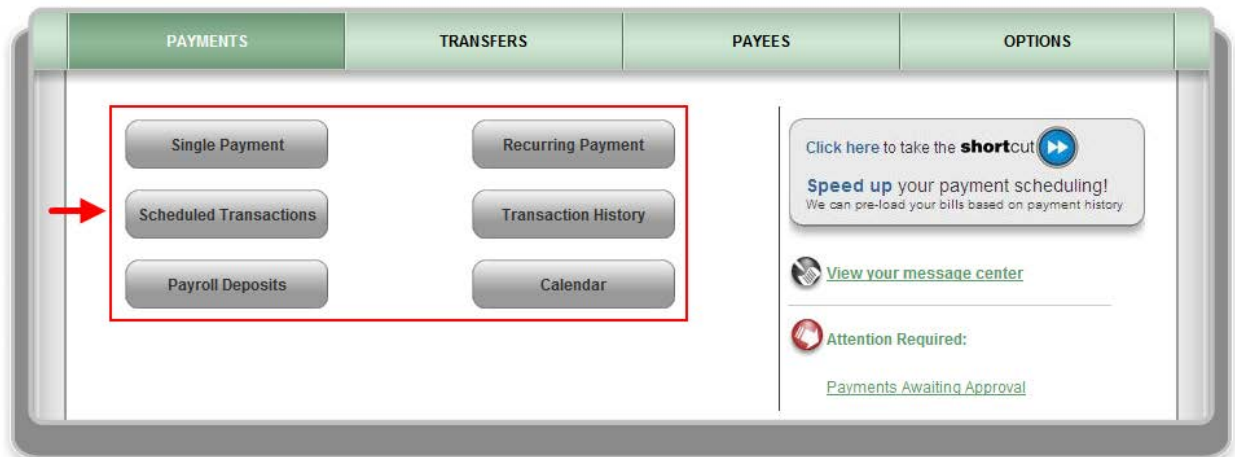 PAYMENTS
TRANSFERS
PAYEES
OPTIONS
Single Payment
Recurring Payment
Scheduled Transactions
Transaction History
Payroll Deposits
Calendar
Click here to take the shortcut
Speed up your payment scheduling!
We can pre-load your bills based on payment history
View your message center
Attention Required:
Payments Awaiting Approval